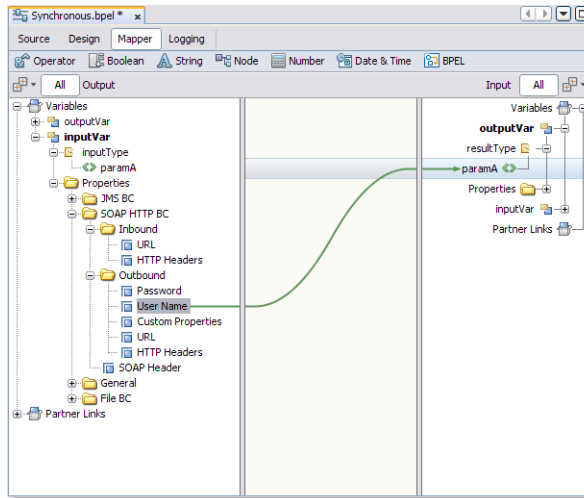 Synchronous.bpel * x
Source Design Mapper Logging
Operator Boolean String Node Number Date & Time BPEL
All Output Input All
Variables Variables
outputVar outputVar
inputVar resultType
inputType paramA
paramA Properties
Properties inputVar
JMS BC Partner Links
SOAP HTTP BC
Inbound
URL
HTTP Headers
Outbound
Password
User Name
Custom Properties
URL
HTTP Headers
SOAP Header
General
File BC
Partner Links